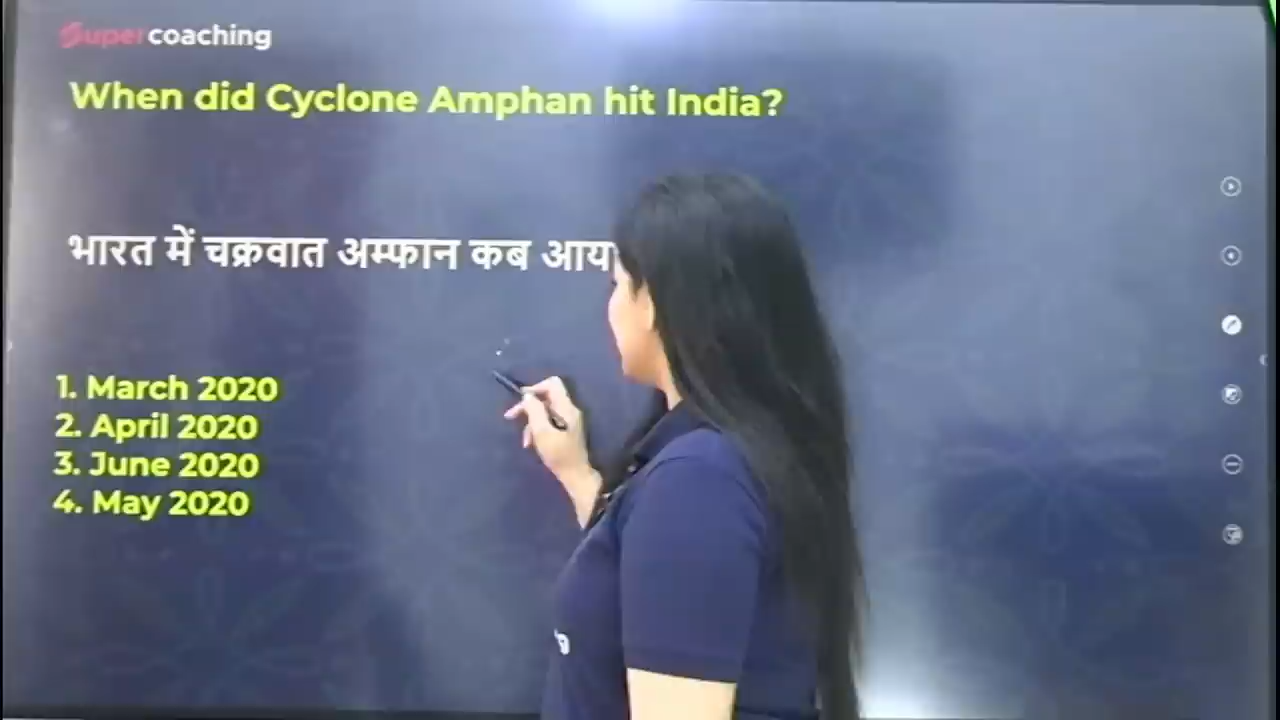 Supercoaching
When did Cyclone Amphan hit India?
भारत में चक्रवात अम्फान कब
1. March 2020
2. April 2020
3. June 2020
4. May 2020